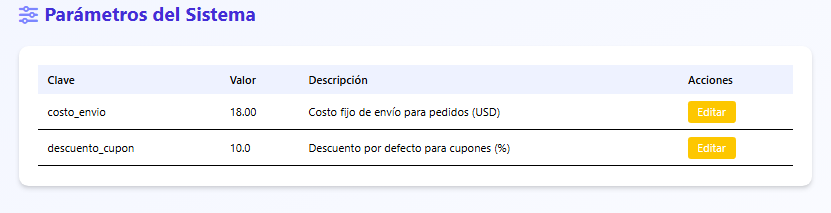 Parámetros del Sistema
Clave Valor Descripción Acciones
costo_envio 18.00 Costo fijo de envío para pedidos (USD) Editar
descuento_cupon 10.0 Descuento por defecto para cupones (%) Editar